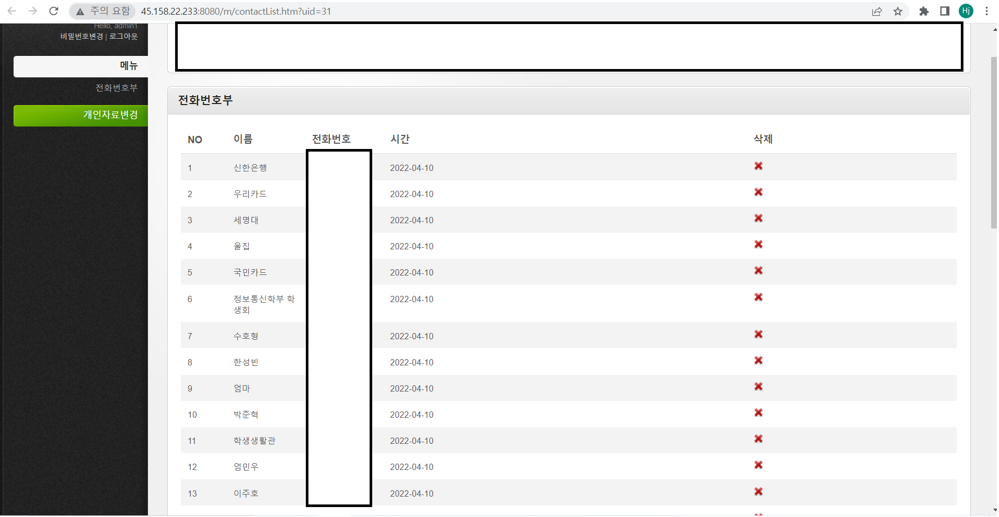 주의 요함 45.158.22.233:8080/m/contactList.htm?uid=31
Hj
Hello, admin1
비밀번호변경 | 로그아웃
메뉴
전화번호부
개인자료변경
전화번호부
NO 이름 전화번호 시간 삭제
1 신한은행 2022-04-10
2 우리카드 2022-04-10
3 세명대 2022-04-10
4 울집 2022-04-10
5 국민카드 2022-04-10
6 정보통신학부 학 2022-04-10
생회
7 수호형 2022-04-10
8 한성빈 2022-04-10
9 엄마 2022-04-10
10 박준혁 2022-04-10
11 학생생활관 2022-04-10
12 엄민우 2022-04-10
13 이주호 2022-04-10